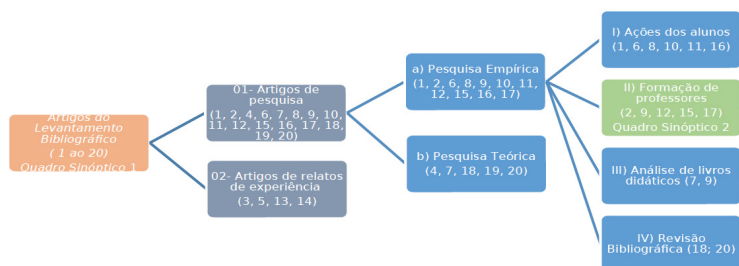 Artigos do
Levantamento
Bibliográfico
( 1 ao 20)
Quadro Sinóptico 1
01- Artigos de
pesquisa
(1, 2, 4, 6, 7, 8, 9, 10,
11, 12, 15, 16, 17, 18,
19, 20)
02- Artigos de relatos
de experiência
(3, 5, 13, 14)
a) Pesquisa Empírica
(1, 2, 6, 8, 9, 10, 11,
12, 15, 16, 17)
b) Pesquisa Teórica
(4, 7, 18, 19, 20)
I) Ações dos alunos
(1, 6, 8, 10, 11, 16)
II) Formação de
professores
(2, 9, 12, 15, 17)
Quadro Sinóptico 2
III) Análise de livros
didáticos (7, 9)
IV) Revisão
Bibliográfica (18; 20)